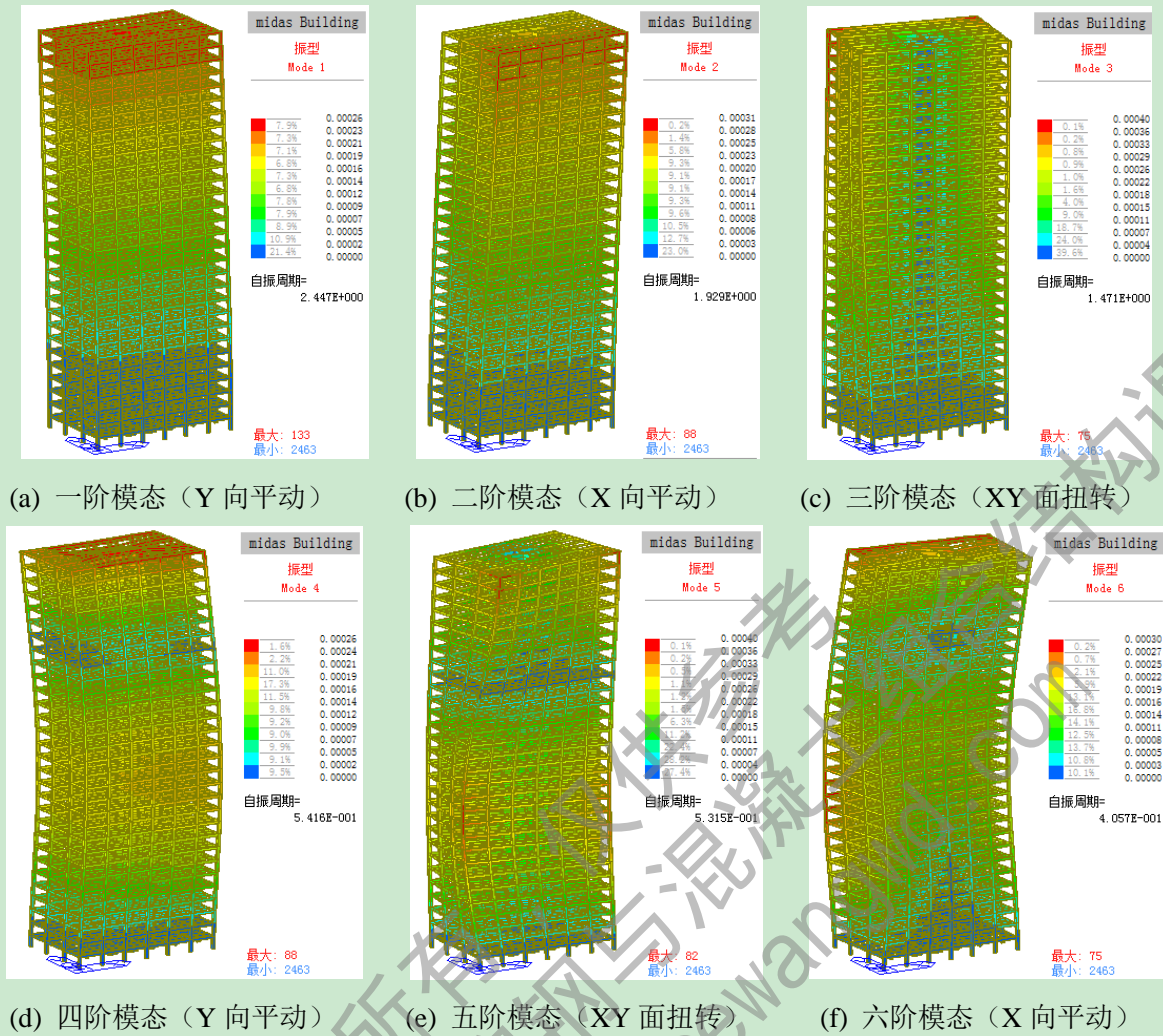 midas Building
振型
Mode 1
0.00026
7.9%
0.00023
7.3%
0.00021
7.1%
0.00019
6.8%
0.00016
7.3%
0.00014
6.8%
0.00012
7.8%
0.00009
7.9%
0.00007
8.9%
0.00005
10.9%
0.00002
21.4%
0.00000
自振周期=
2.447E+000
最大: 133
最小: 2463
(a) 一阶模态（Y 向平动）
midas Building
振型
Mode 2
0.00031
0.2%
0.00028
1.4%
0.00025
5.8%
0.00023
9.3%
0.00020
9.1%
0.00017
9.1%
0.00014
9.3%
0.00011
9.6%
0.00008
10.5%
0.00006
12.7%
0.00003
23.0%
0.00000
自振周期=
1.929E+000
最大: 88
最小: 2463
(b) 二阶模态（X 向平动）
midas Building
振型
Mode 3
0.00040
0.1%
0.00036
0.2%
0.00033
0.8%
0.00029
0.9%
0.00026
1.0%
0.00022
1.6%
0.00018
4.0%
0.00015
9.0%
0.00011
18.7%
0.00007
24.0%
0.00004
39.6%
0.00000
自振周期=
1.471E+000
最大: 75
最小: 2463
(c) 三阶模态（XY 面扭转）
midas Building
振型
Mode 4
0.00026
1.6%
0.00024
2.2%
0.00021
11.0%
0.00019
17.3%
0.00016
11.5%
0.00014
9.8%
0.00012
9.2%
0.00009
9.0%
0.00007
9.9%
0.00005
9.1%
0.00002
9.5%
0.00000
自振周期=
5.416E-001
最大: 88
最小: 2463
(d) 四阶模态（Y 向平动）
midas Building
振型
Mode 5
0.00040
0.1%
0.00036
0.2%
0.00033
0.00029
0.00026
0.00022
0.00018
6.3%
0.00015
11.2%
0.00011
0.00007
0.00004
0.00000
自振周期=
5.315E-001
最大: 82
最小: 2463
(e) 五阶模态（XY 面扭转）
midas Building
振型
Mode 6
0.00030
0.2%
0.00027
0.7%
0.00025
2.1%
0.00022
0.00019
0.00016
16.8%
0.00014
14.1%
0.00011
12.5%
0.00008
13.7%
0.00005
10.8%
0.00003
10.1%
0.00000
自振周期=
4.057E-001
最大: 75
最小: 2463
(f) 六阶模态（X 向平动）
仅供参考
钢与混凝土组合结构